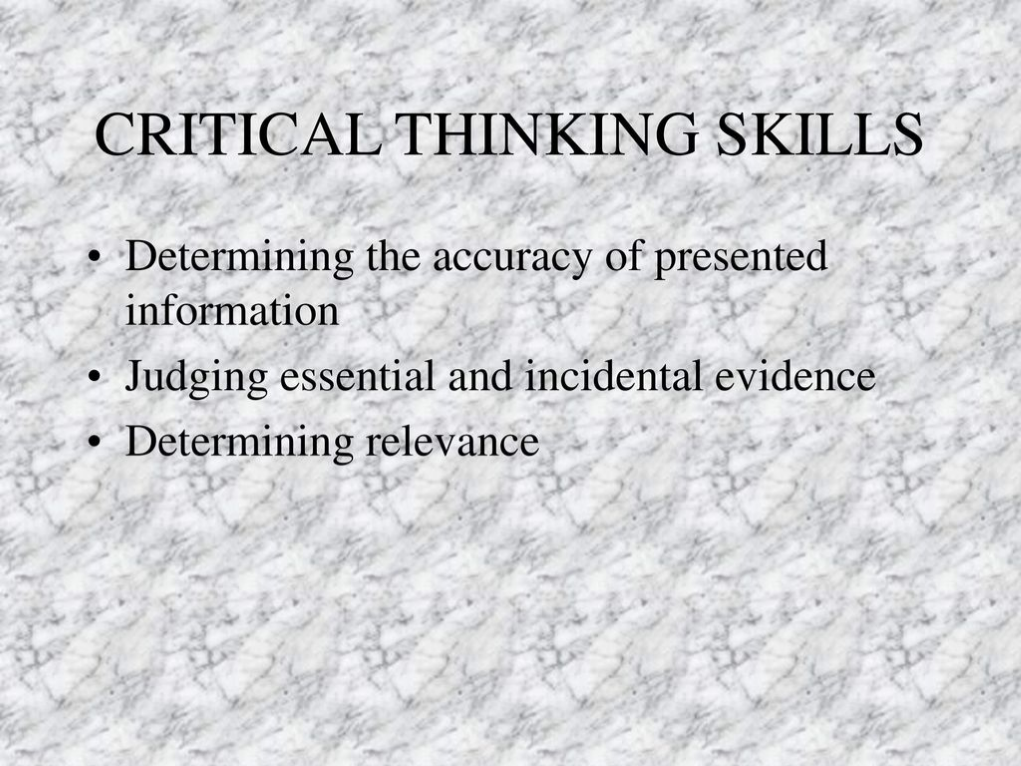 CRITICAL THINKING SKILLS
• Determining the accuracy of presented
information
• Judging essential and incidental evidence
• Determining relevance